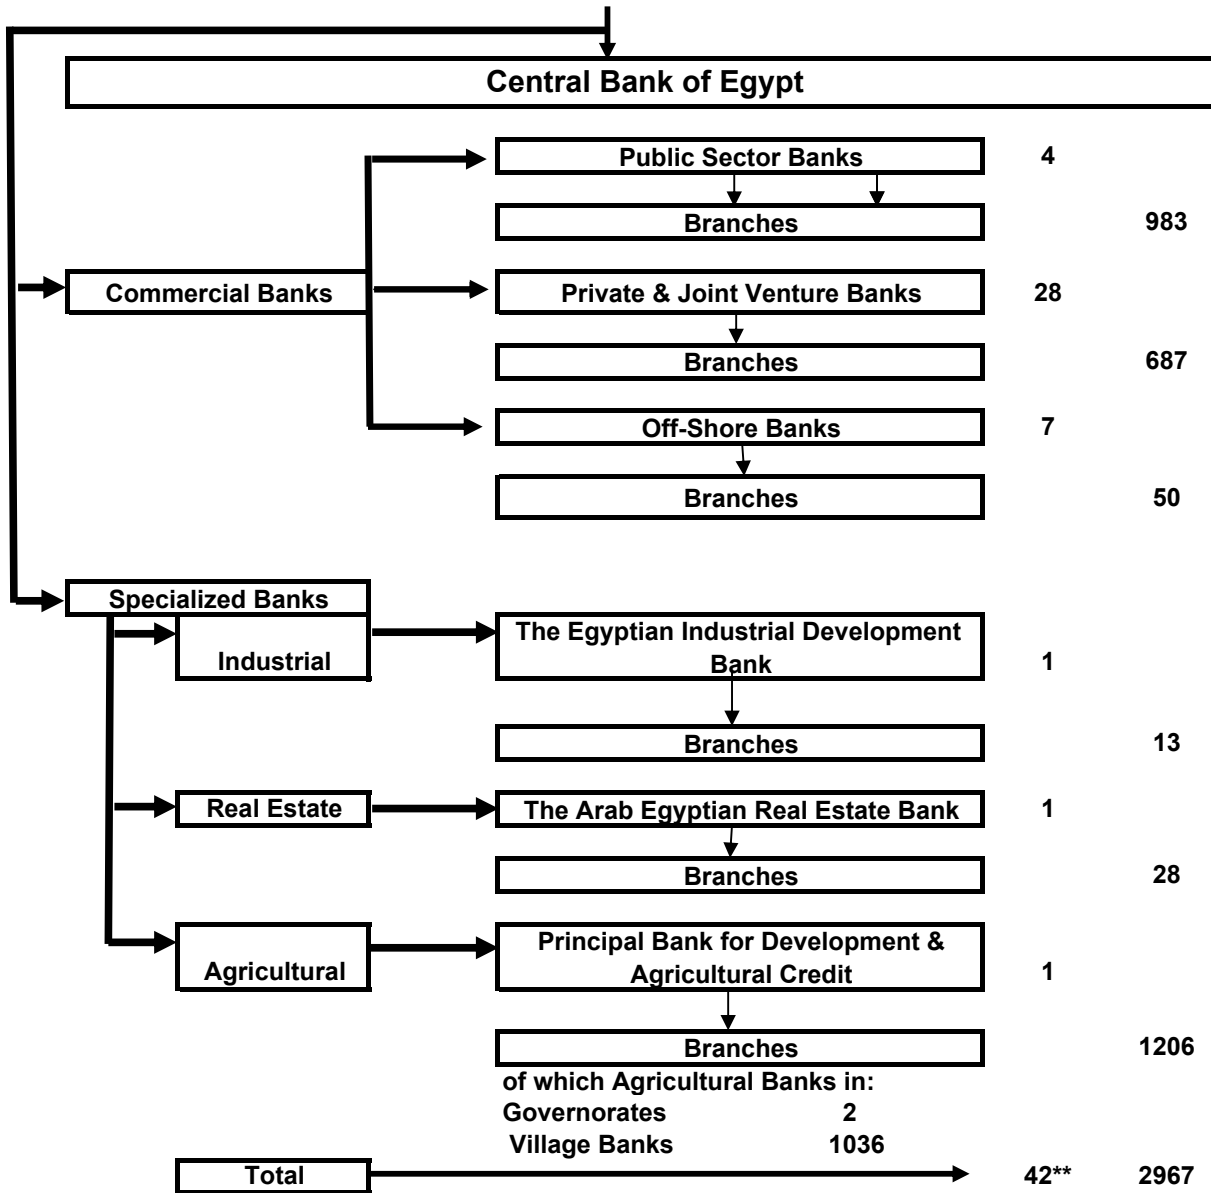 Central Bank of Egypt
Public Sector Banks 4
Branches 983
Commercial Banks Private & Joint Venture Banks 28
Branches 687
Off-Shore Banks 7
Branches 50
Specialized Banks
The Egyptian Industrial Development
Industrial Bank 1
Branches 13
Real Estate The Arab Egyptian Real Estate Bank 1
Branches 28
Principal Bank for Development &
Agricultural Agricultural Credit 1
Branches 1206
of which Agricultural Banks in:
Governorates 2
Village Banks 1036
Total 42** 2967